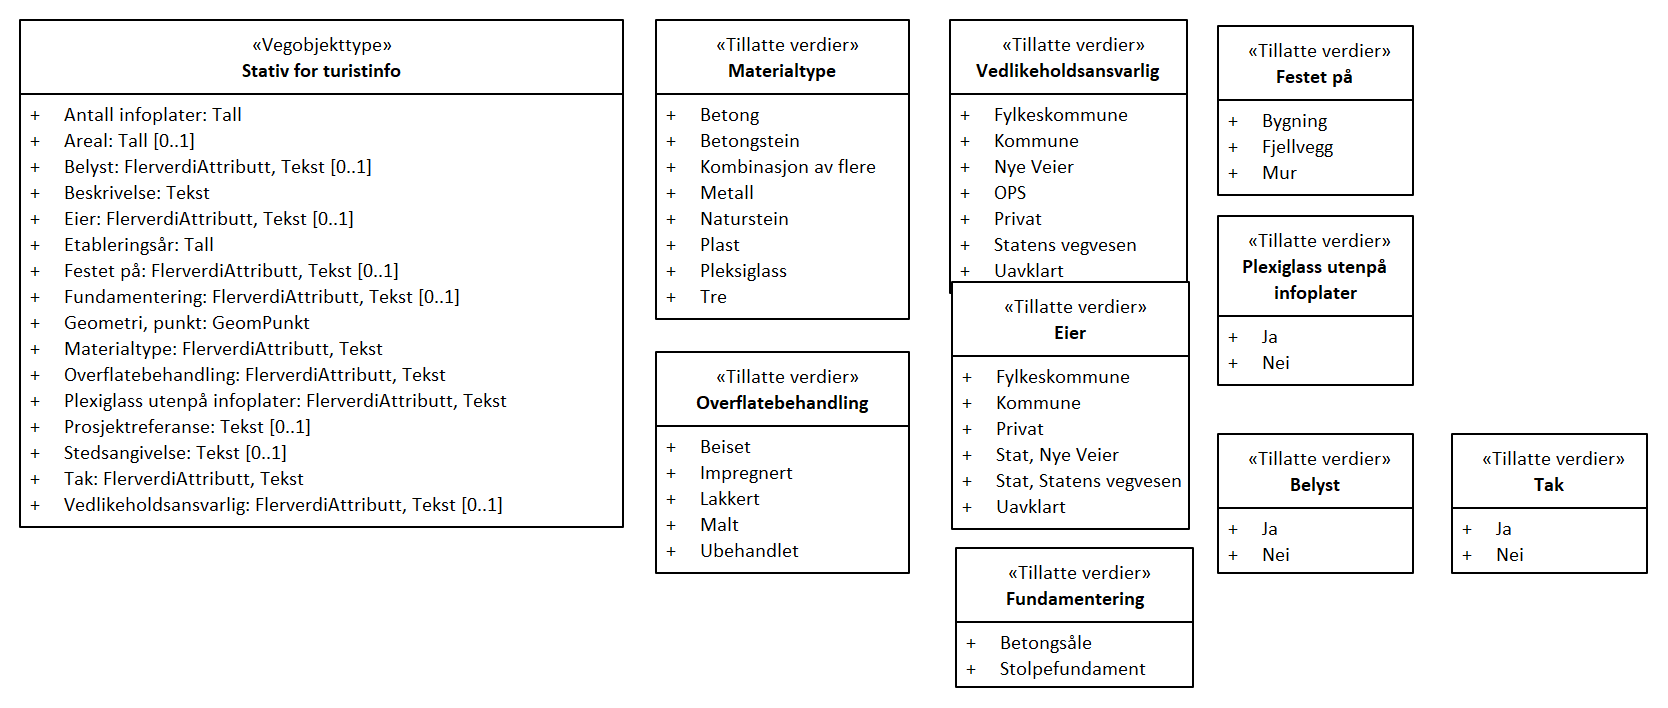 «Vegobjekttype»
Stativ for turistinfo
+ Antall infoplater: Tall
+ Areal: Tall [0..1]
+ Belyst: FlerverdiAttributt, Tekst [0..1]
+ Beskrivelse: Tekst
+ Eier: FlerverdiAttributt, Tekst [0..1]
+ Etableringsår: Tall
+ Festet på: FlerverdiAttributt, Tekst [0..1]
+ Fundamentering: FlerverdiAttributt, Tekst [0..1]
+ Geometri, punkt: GeomPunkt
+ Materialtype: FlerverdiAttributt, Tekst
+ Overflatebehandling: FlerverdiAttributt, Tekst
+ Plexiglass utenpå infoplater: FlerverdiAttributt, Tekst
+ Prosjektreferanse: Tekst [0..1]
+ Stedsangivelse: Tekst [0..1]
+ Tak: FlerverdiAttributt, Tekst
+ Vedlikeholdsansvarlig: FlerverdiAttributt, Tekst [0..1]
«Tillatte verdier»
Materialtype
+ Betong
+ Betongstein
+ Kombinasjon av flere
+ Metall
+ Naturstein
+ Plast
+ Pleksiglass
+ Tre
«Tillatte verdier»
Overflatebehandling
+ Beiset
+ Impregnert
+ Lakkert
+ Malt
+ Ubehandlet
«Tillatte verdier»
Vedlikeholdsansvarlig
+ Fylkeskommune
+ Kommune
+ Nye Veier
+ OPS
+ Privat
+ Statens vegvesen
+ Uavklart
«Tillatte verdier»
Eier
+ Fylkeskommune
+ Kommune
+ Privat
+ Stat, Nye Veier
+ Stat, Statens vegvesen
+ Uavklart
«Tillatte verdier»
Fundamentering
+ Betongsåle
+ Stolpefundament
«Tillatte verdier»
Festet på
+ Bygning
+ Fjellvegg
+ Mur
«Tillatte verdier»
Plexiglass utenpå
infoplater
+ Ja
+ Nei
«Tillatte verdier»
Belyst
+ Ja
+ Nei
«Tillatte verdier»
Tak
+ Ja
+ Nei